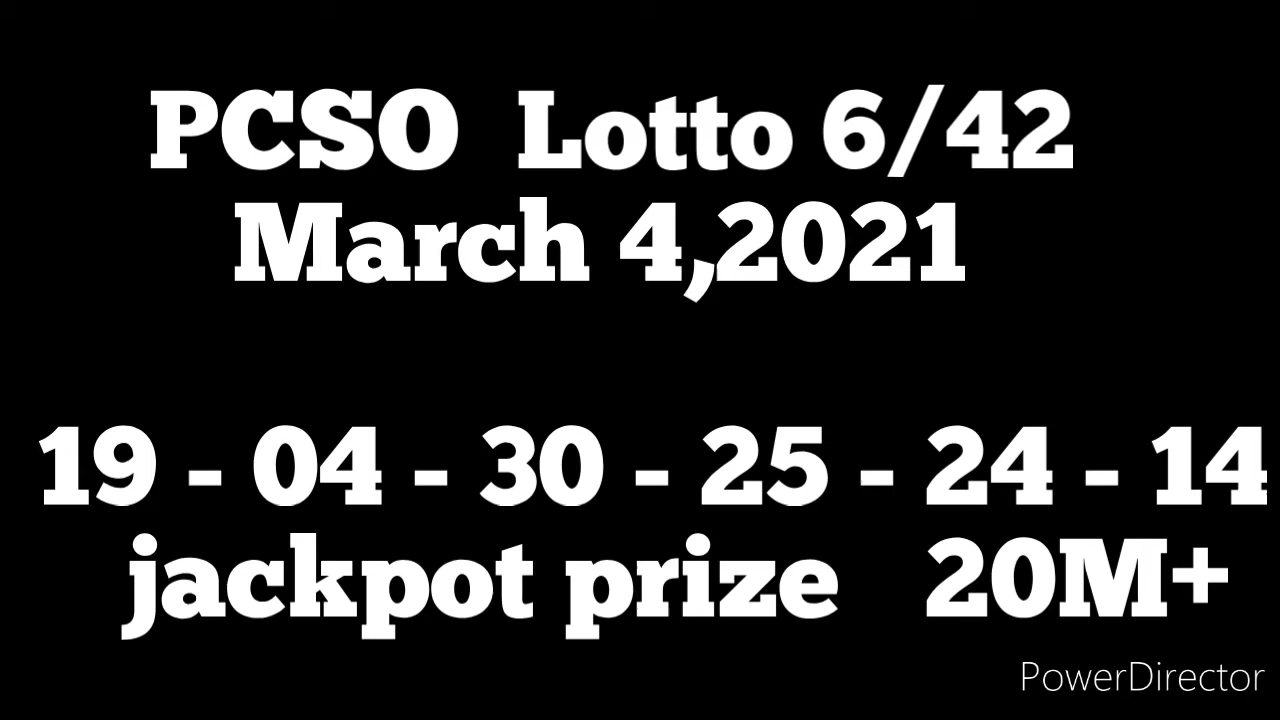 PCSO Lotto 6/42
March 4,2021
19 - 04 - 30 - 25 - 24 - 14
jackpot prize 20M+
PowerDirector